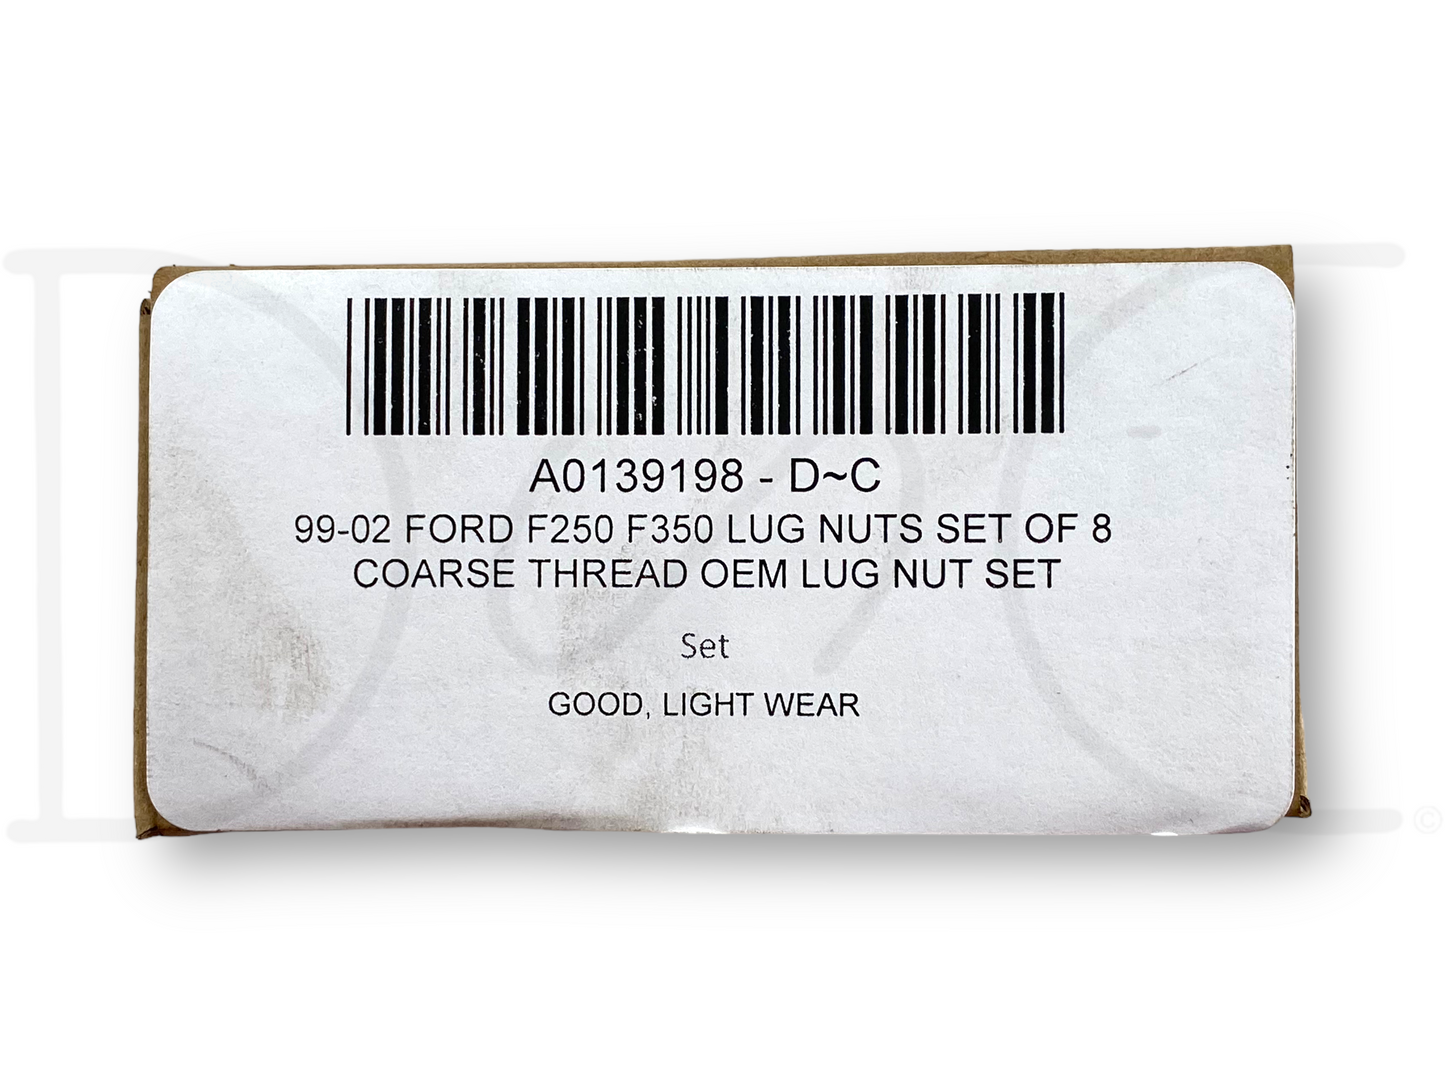 A0139198 - D~C
99-02 FORD F250 F350 LUG NUTS SET OF 8
COARSE THREAD OEM LUG NUT SET
Set
GOOD, LIGHT WEAR
©